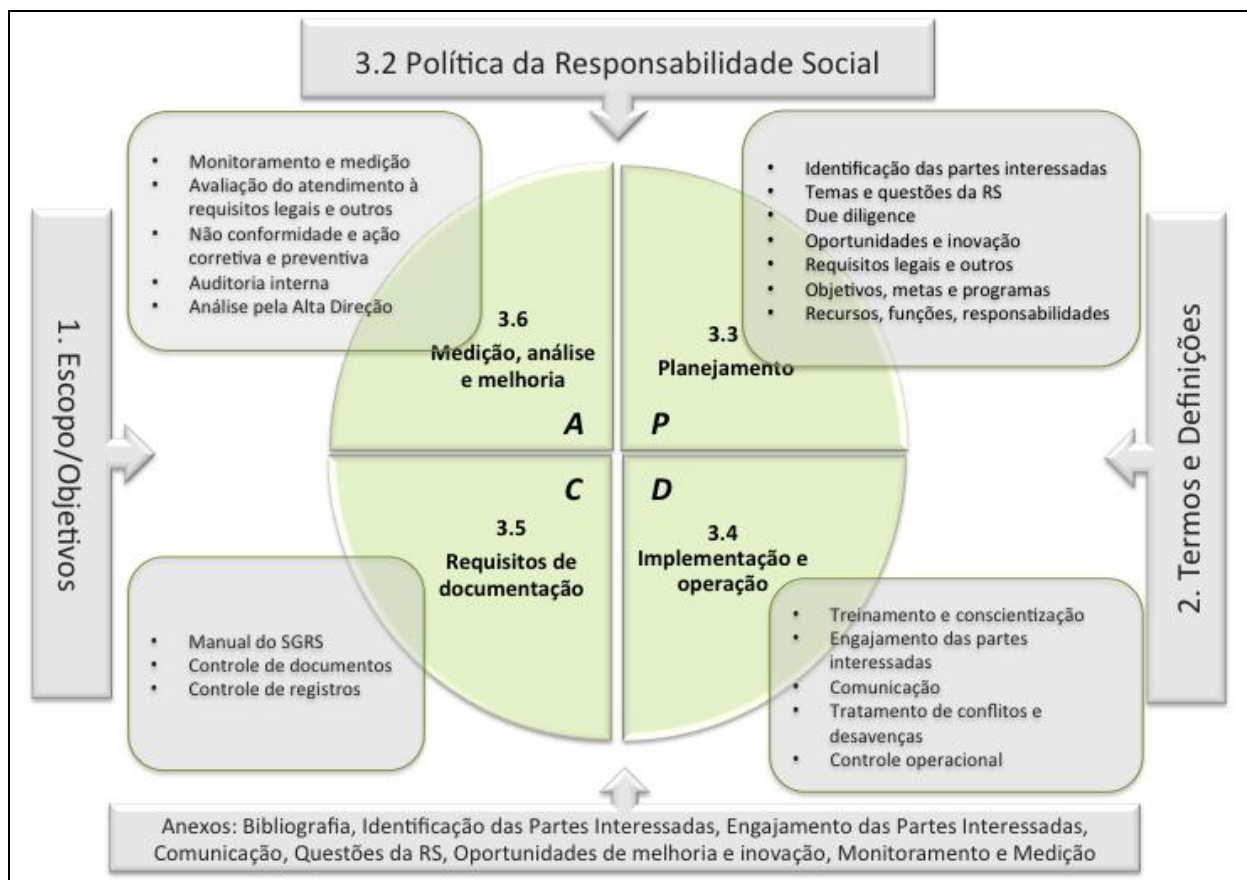 3.2 Política da Responsabilidade Social
• Monitoramento e medição
• Avaliação do atendimento à
requisitos legais e outros
• Não conformidade e ação
corretiva e preventiva
• Auditoria interna
• Análise pela Alta Direção
• Identificação das partes interessadas
• Temas e questões da RS
• Due diligence
• Oportunidades e inovação
• Requisitos legais e outros
• Objetivos, metas e programas
• Recursos, funções, responsabilidades
1. Escopo/Objetivos
2. Termos e Definições
3.6
Medição, análise
e melhoria
A
3.3
Planejamento
P
C
3.5
Requisitos de
documentação
D
3.4
Implementação e
operação
• Manual do SGRS
• Controle de documentos
• Controle de registros
• Treinamento e conscientização
• Engajamento das partes
interessadas
• Comunicação
• Tratamento de conflitos e
desavenças
• Controle operacional
Anexos: Bibliografia, Identificação das Partes Interessadas, Engajamento das Partes Interessadas,
Comunicação, Questões da RS, Oportunidades de melhoria e inovação, Monitoramento e Medição